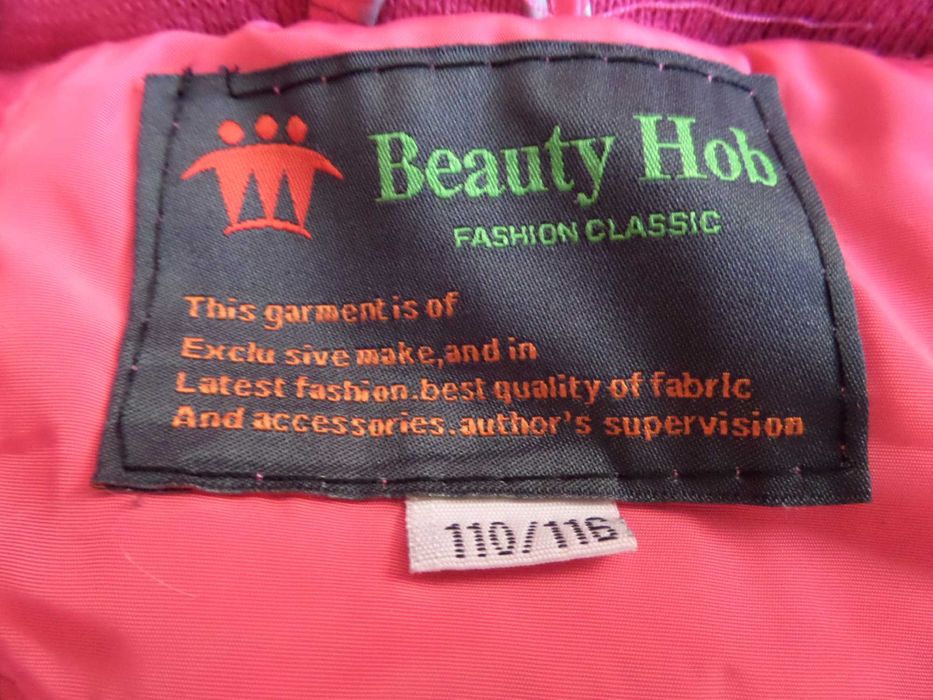 Beauty Hob
FASHION CLASSIC
This garment is of
Exclu sive make,and in
Latest fashion.best quality of fabric
And accessories.author's supervision
110/116